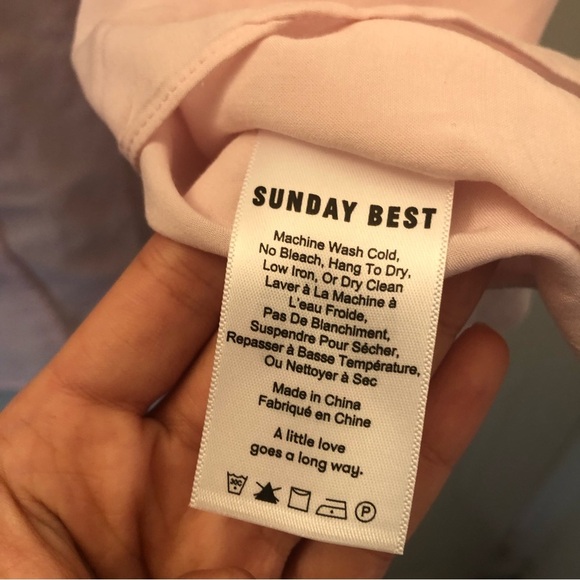 SUNDAY BEST
Machine Wash Cold,
No Bleach, Hang To Dry,
Low Iron, Or Dry Clean
Laver à La Machine à
L'eau Froide,
Pas De Blanchiment,
Suspendre Pour Sécher,
Repasser à Basse Température,
Ou Nettoyer à Sec
Made in China
Fabriqué en Chine
A little love
goes a long way.
30C P